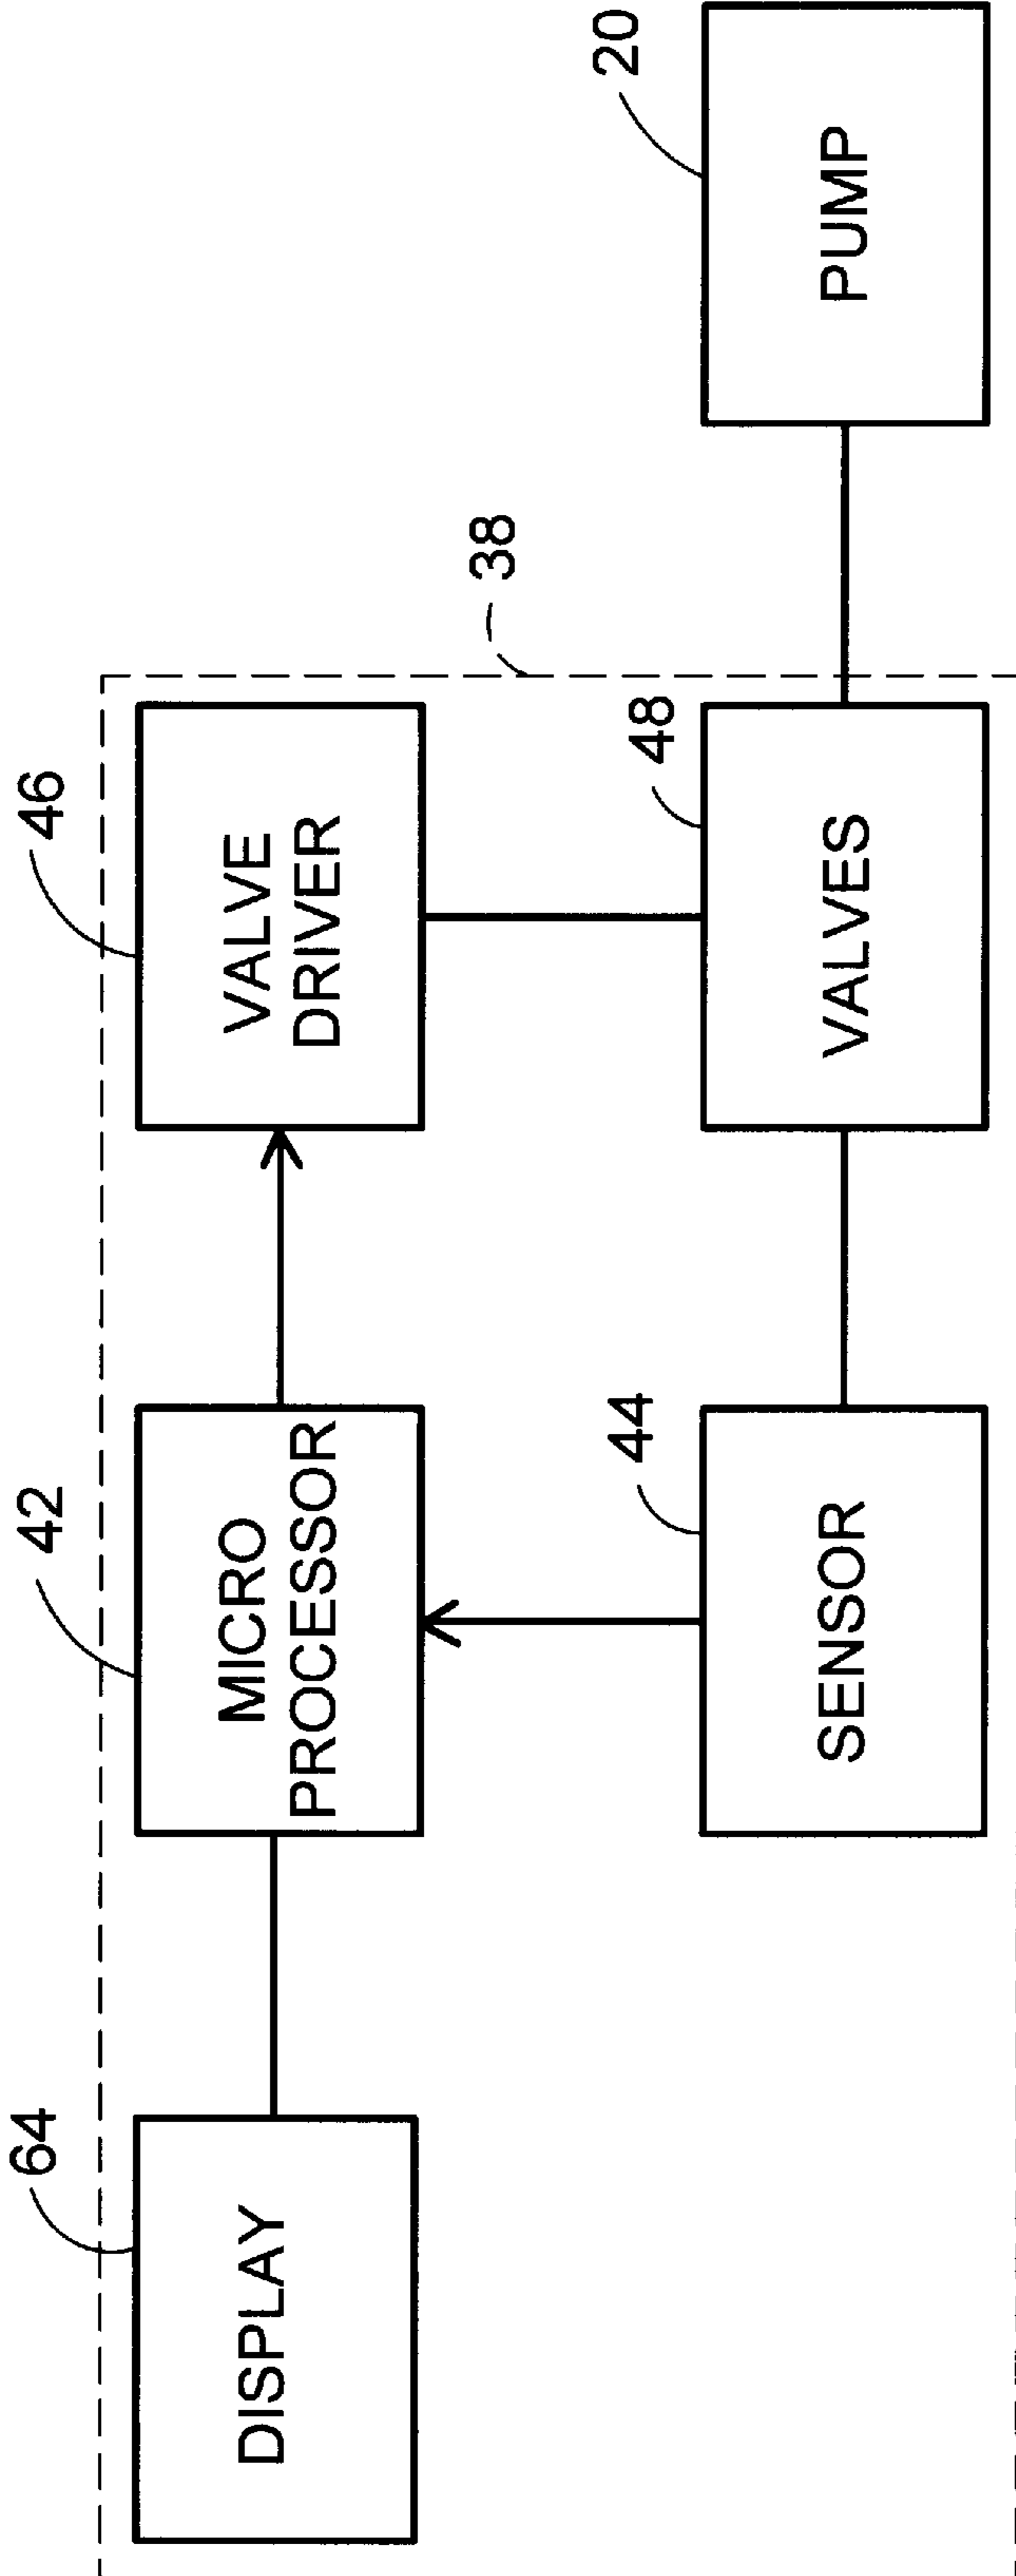 64
DISPLAY
42
MICRO
PROCESSOR
46
VALVE
DRIVER
38
44
SENSOR
48
VALVES
20
PUMP